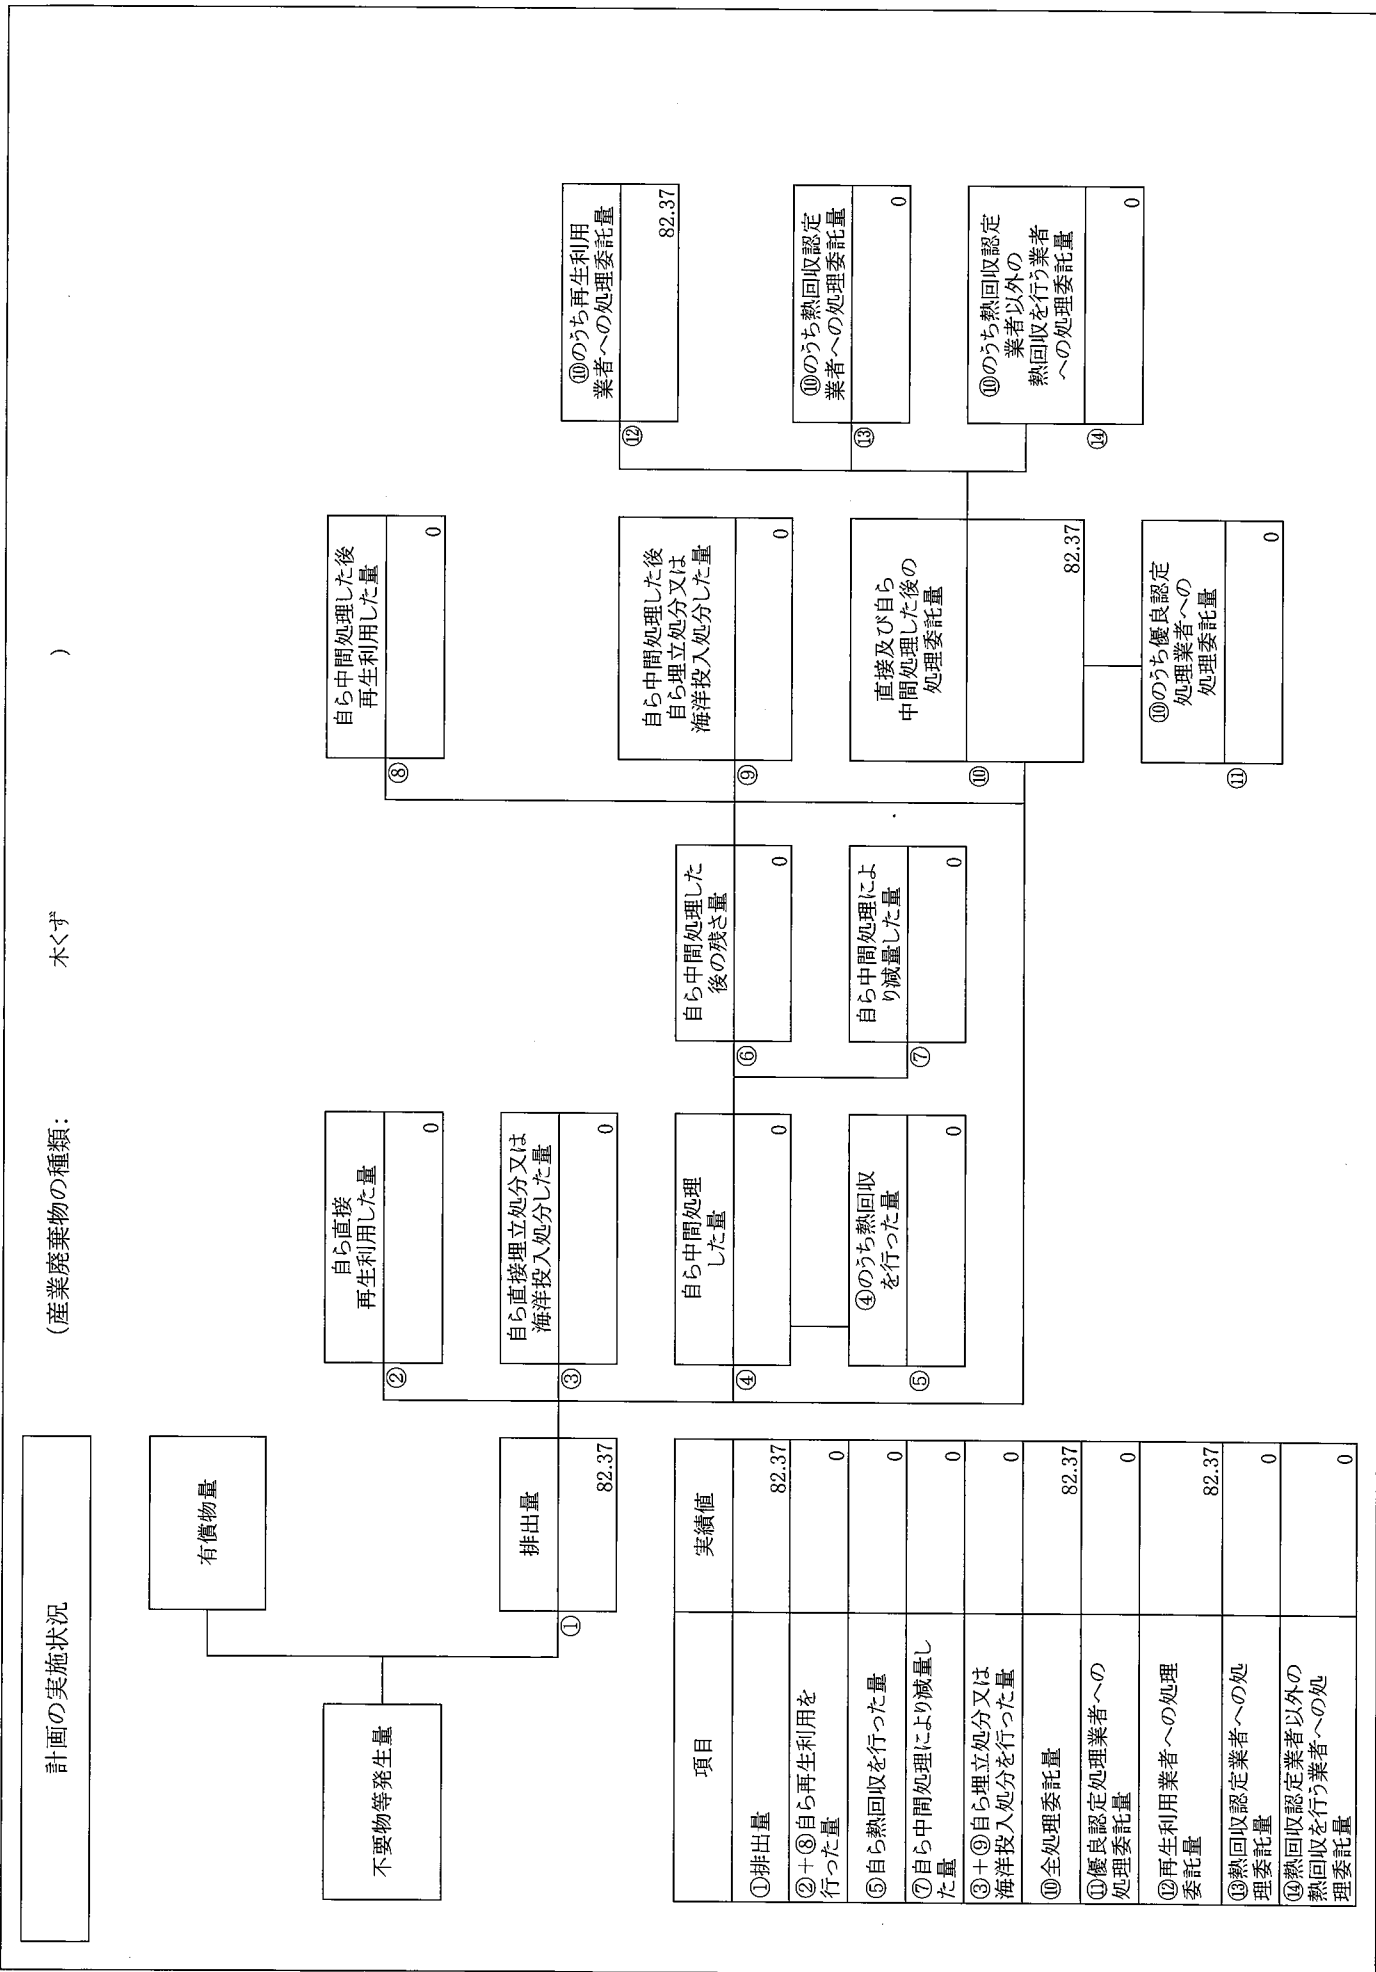 計画の実施状況
(産業廃棄物の種類: 木くず )
有償物量
不要物等発生量
①
排出量
82.37
②
自ら直接
再生利用した量
0
③
自ら直接埋立処分又は
海洋投入処分した量
0
④
自ら中間処理
した量
0
⑤
④のうち熱回収
を行った量
0
⑥
自ら中間処理した
後の残さ量
0
⑦
自ら中間処理によ
り減量した量
0
⑧
自ら中間処理した後
再生利用した量
0
⑨
自ら中間処理した後
自ら埋立処分又は
海洋投入処分した量
0
⑩
直接及び自ら
中間処理した後の
処理委託量
82.37
⑪
⑩のうち優良認定
処理業者への
処理委託量
0
⑫
⑩のうち再生利用
業者への処理委託量
82.37
⑬
⑩のうち熱回収認定
業者への処理委託量
0
⑭
⑩のうち熱回収認定
業者以外の
熱回収を行う業者
への処理委託量
0
項目 実績値
①排出量 82.37
②+⑧自ら再生利用を
行った量 0
⑤自ら熱回収を行った量 0
⑦自ら中間処理により減量し
た量 0
③+⑨自ら埋立処分又は
海洋投入処分を行った量 0
⑩全処理委託量 82.37
⑪優良認定処理業者への
処理委託量 0
⑫再生利用業者への処理
委託量 82.37
⑬熱回収認定業者への処
理委託量 0
⑭熱回収認定業者以外の
熱回収を行う業者への処
理委託量 0